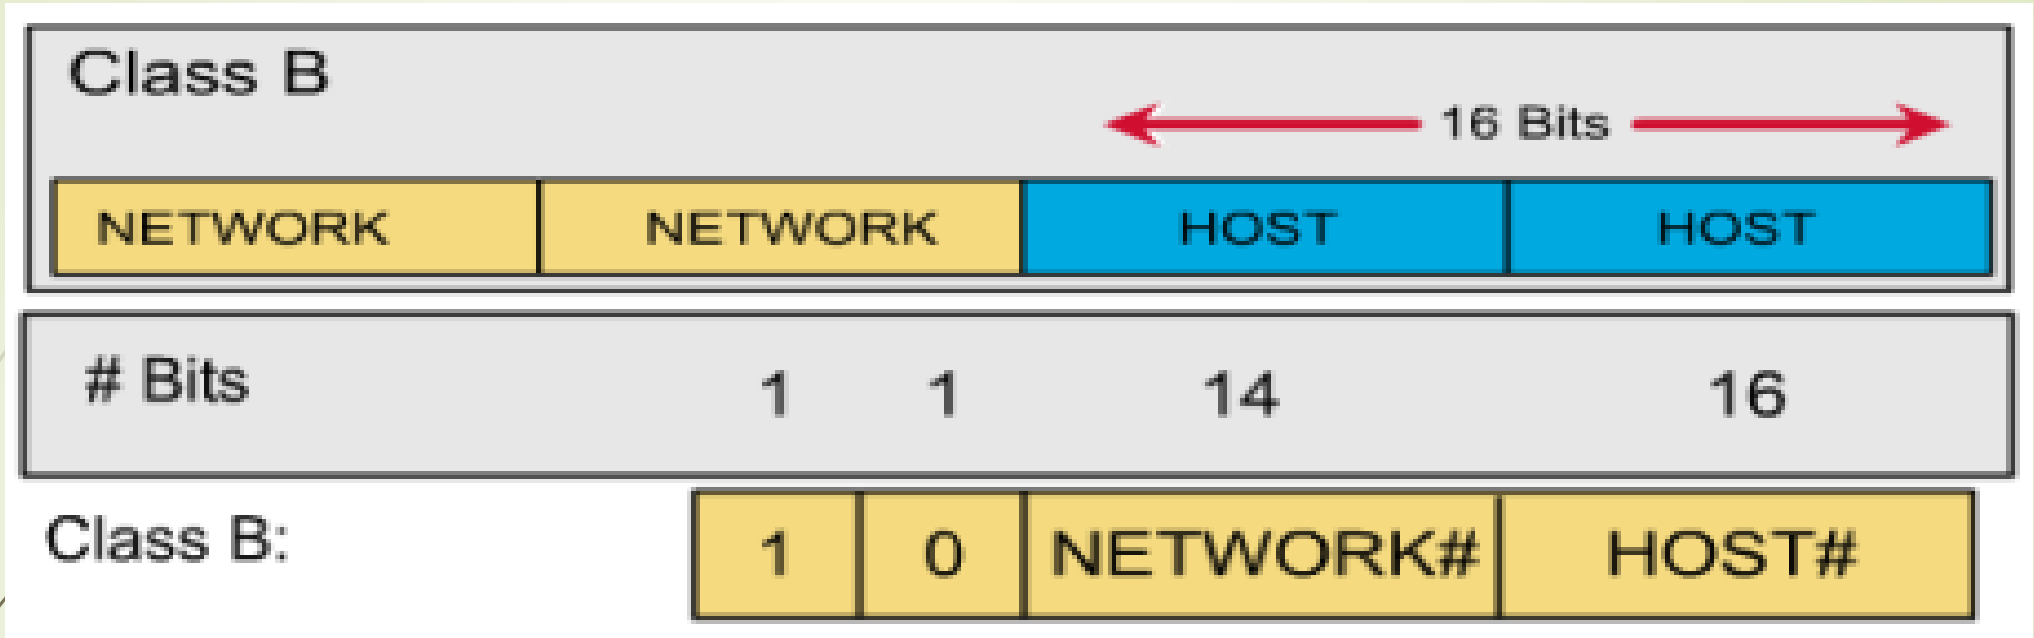 Class B
16 Bits
NETWORK NETWORK HOST HOST
# Bits 1 1 14 16
Class B: 1 0 NETWORK# HOST#